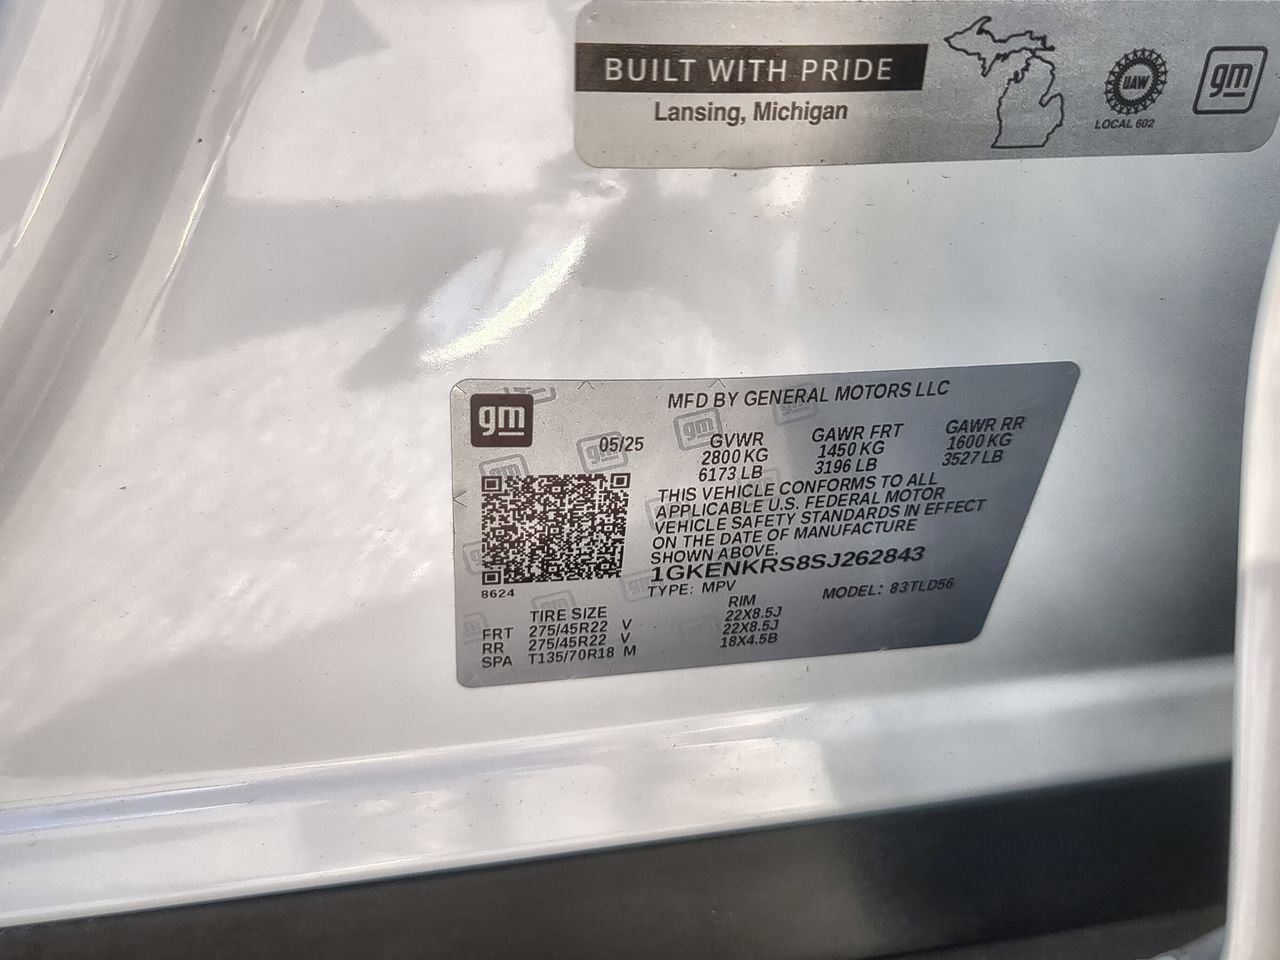 BUILT WITH PRIDE
Lansing, Michigan
UAW
LOCAL 602
gm
gm
MFD BY GENERAL MOTORS LLC
05/25
GVWR
2800 KG
6173 LB
GAWR FRT
1450 KG
3196 LB
GAWR RR
1600 KG
3527 LB
THIS VEHICLE CONFORMS TO ALL
APPLICABLE U.S. FEDERAL MOTOR
VEHICLE SAFETY STANDARDS IN EFFECT
ON THE DATE OF MANUFACTURE
SHOWN ABOVE.
1GKENKRS8SJ262843
TYPE: MPV
MODEL: 83TLD56
8624
TIRE SIZE
RIM
FRT 275/45R22 V 22X8.5J
RR 275/45R22 V 22X8.5J
SPA T135/70R18 M 18X4.5B